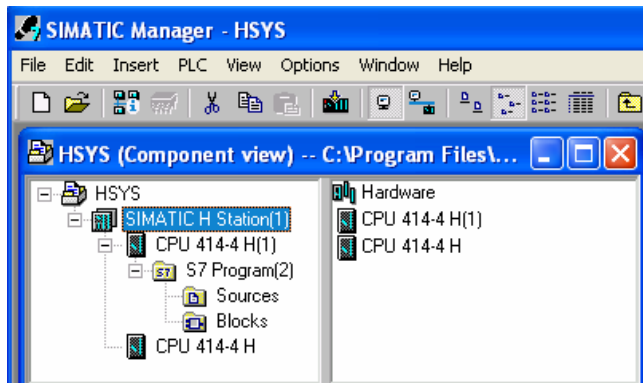 SIMATIC Manager - HSYS
File Edit Insert PLC View Options Window Help
HSYS (Component view) -- C:\Program Files\...
HSYS
SIMATIC H Station(1)
CPU 414-4 H(1)
S7 Program(2)
Sources
Blocks
CPU 414-4 H
Hardware
CPU 414-4 H(1)
CPU 414-4 H